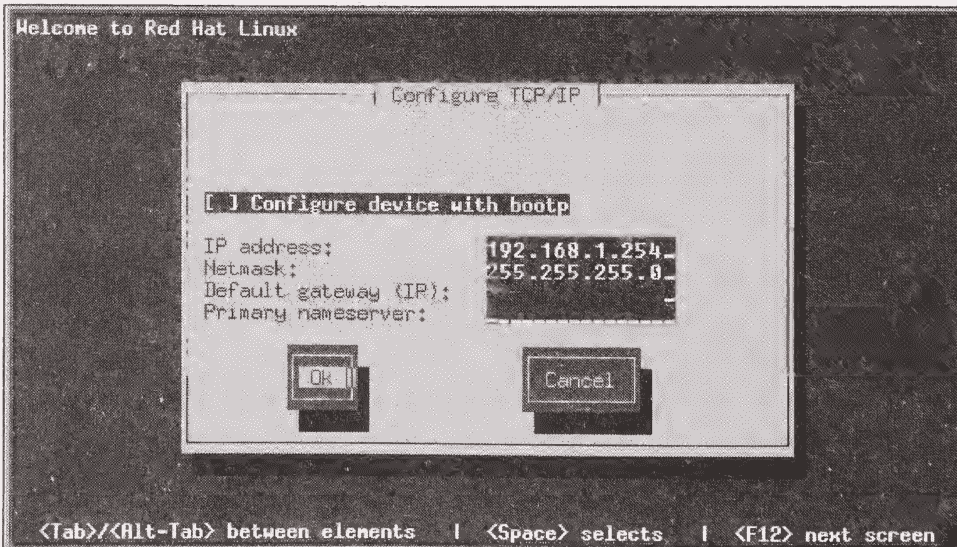 Welcome to Red Hat Linux
Configure TCP/IP
[ ] Configure device with bootp
IP address: 192.168.1.254
Netmask: 255.255.255.0
Default gateway (IP):
Primary nameserver:
Ok Cancel
<Tab>/<Alt-Tab> between elements | <Space> selects | <F12> next screen